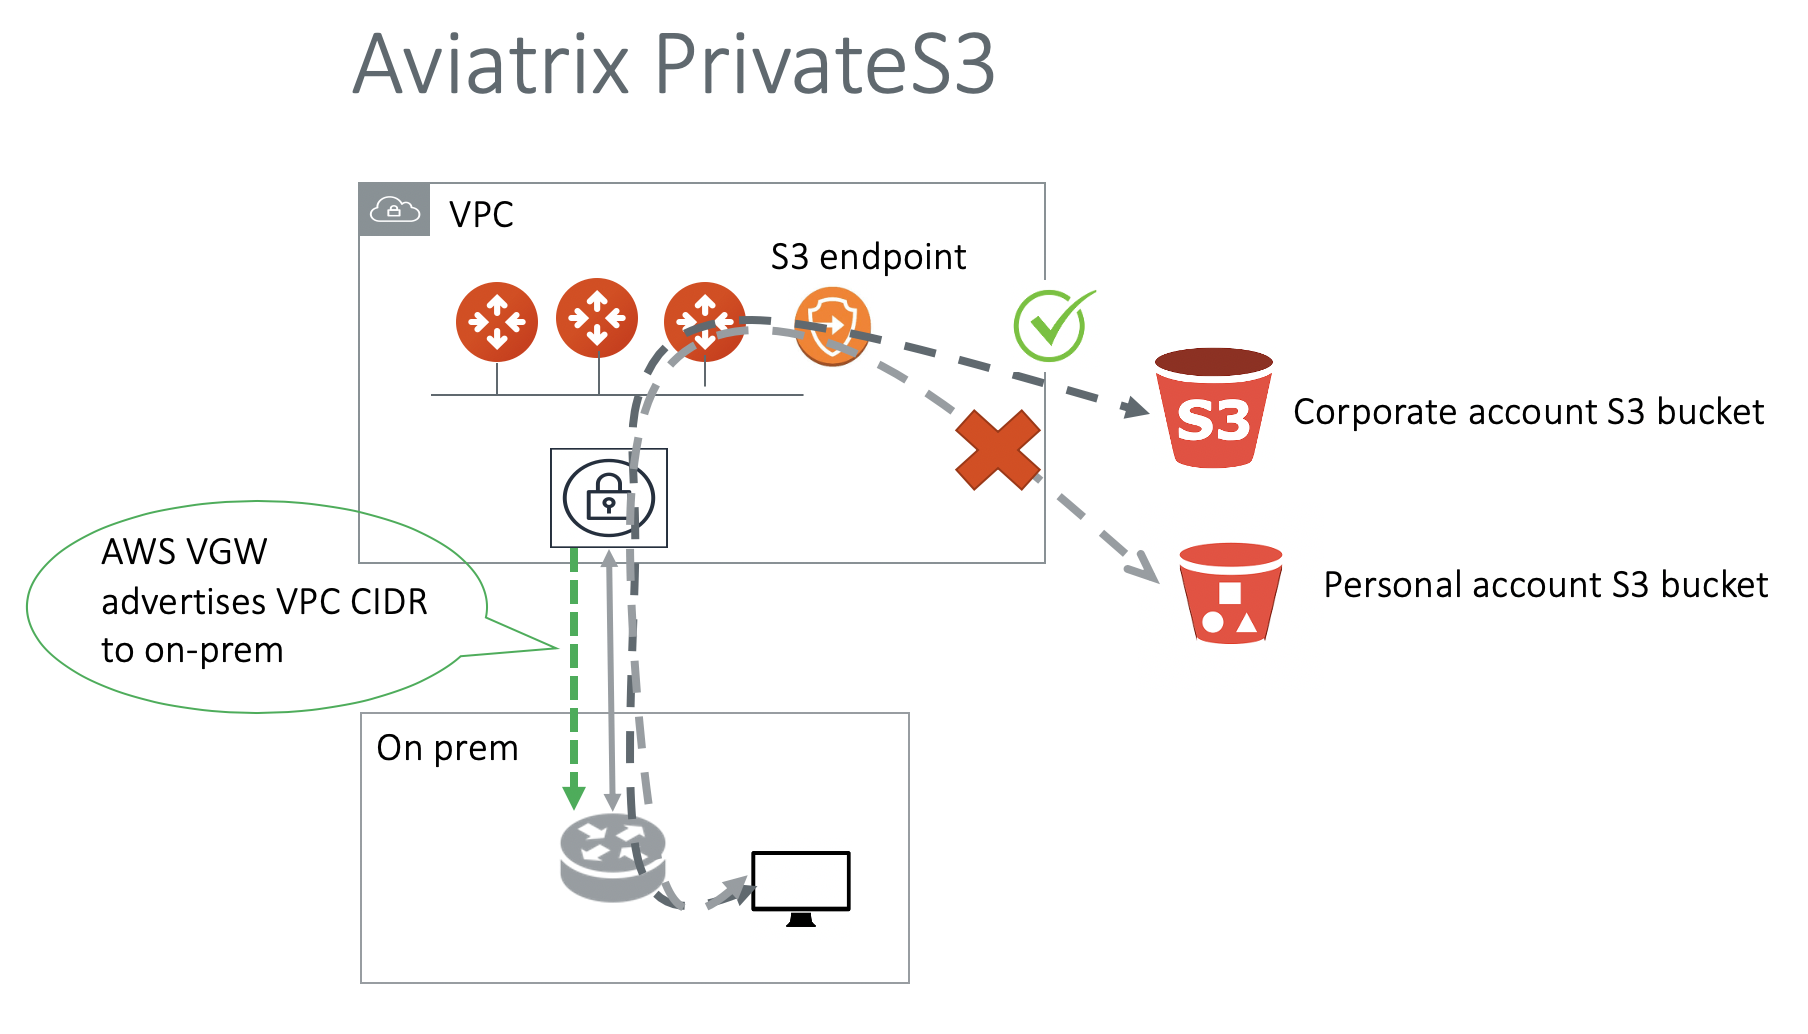 Aviatrix PrivateS3
VPC
S3 endpoint
S3
Corporate account S3 bucket
AWS VGW
advertises VPC CIDR
to on-prem
Personal account S3 bucket
On prem